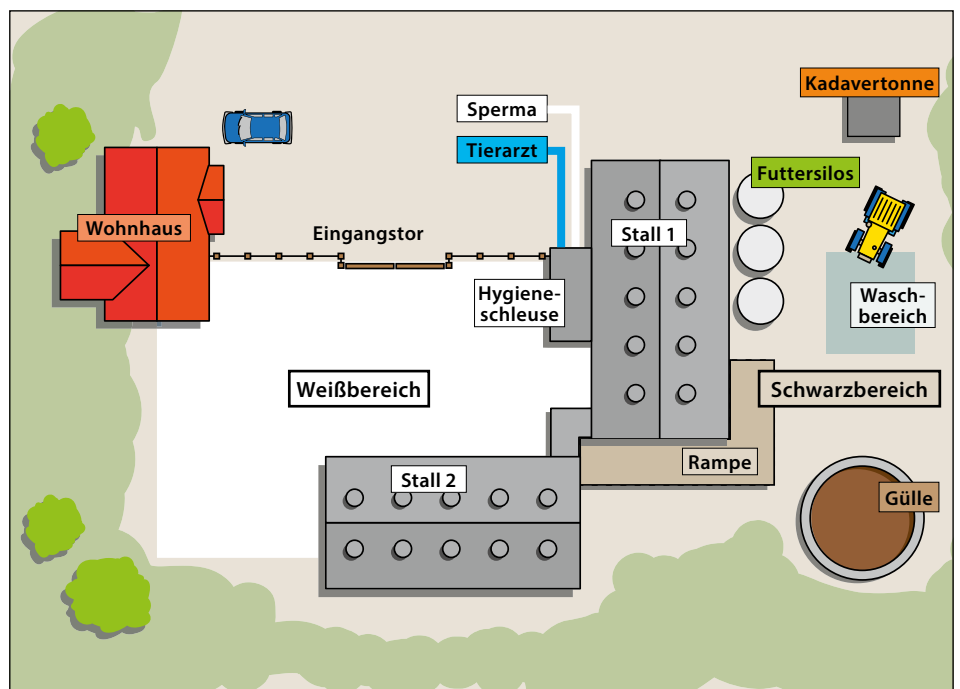 Kadavertonne
Sperma
Tierarzt
Futtersilos
Wohnhaus
Eingangstor
Stall 1
Hygiene-
schleuse
Wasch-
bereich
Weißbereich
Schwarzbereich
Rampe
Stall 2
Gülle